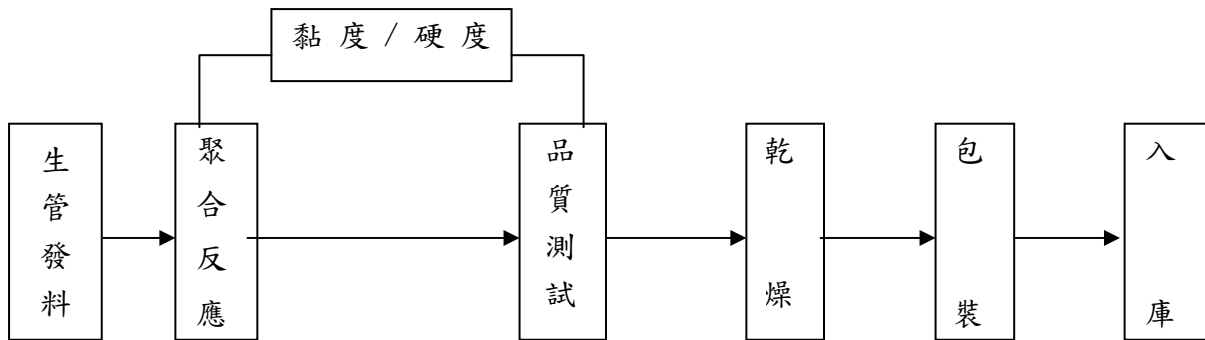 黏度/硬度
生管發料
聚合反應
品質測試
乾燥
包裝
入庫